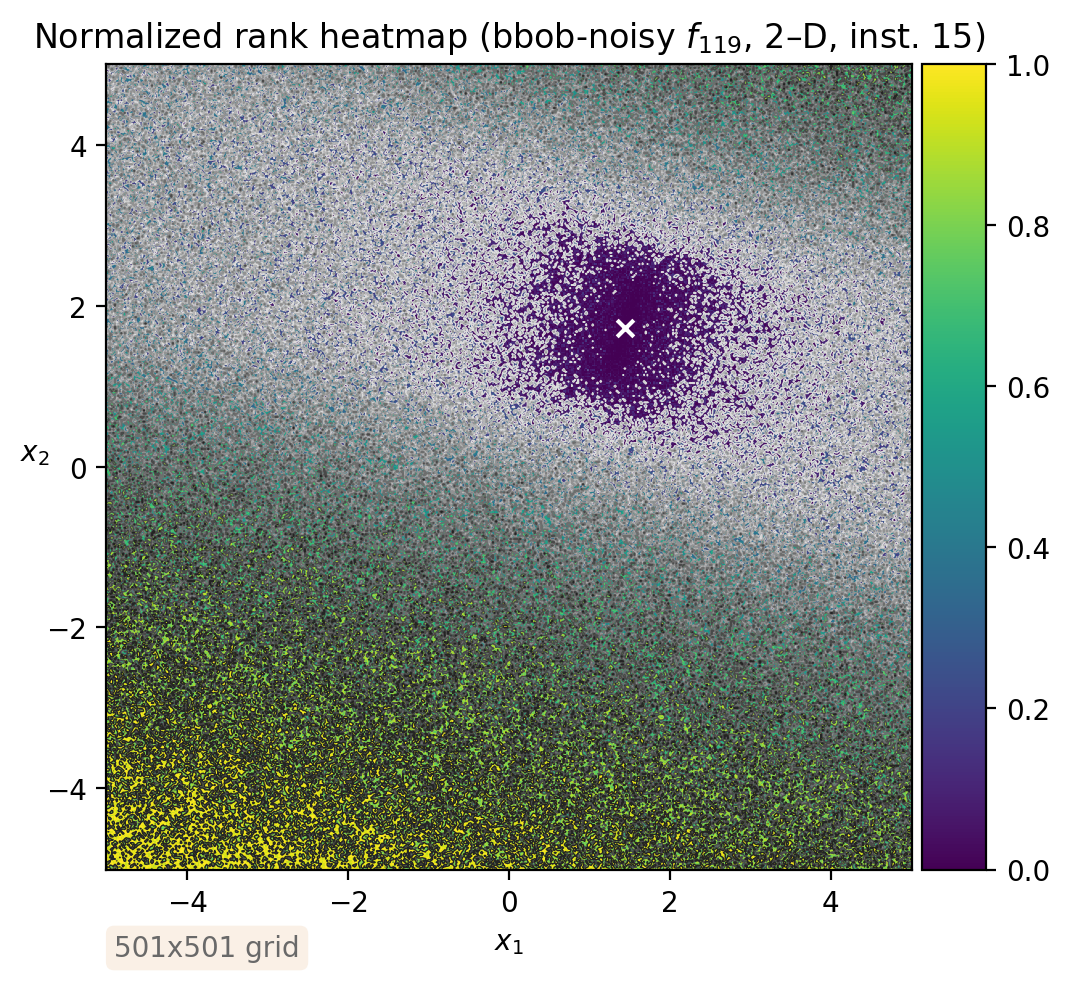 Normalized rank heatmap (bbob-noisy f₁₁₉, 2–D, inst. 15)
4
2
0
−2
−4
x₂
−4 −2 0 2 4
x₁
1.0
0.8
0.6
0.4
0.2
0.0
501x501 grid